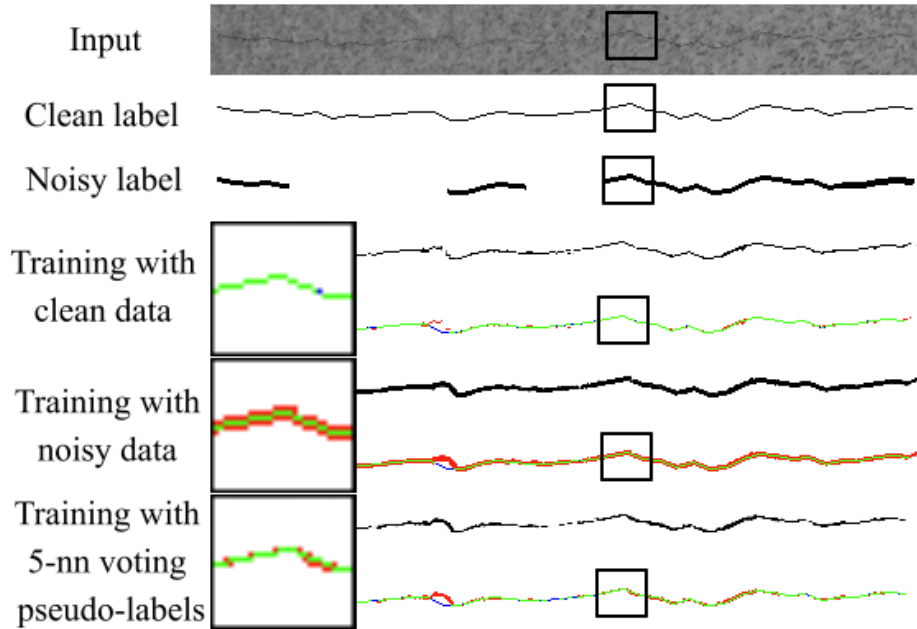 Input
Clean label
Noisy label
Training with
clean data
Training with
noisy data
Training with
5-nn voting
pseudo-labels